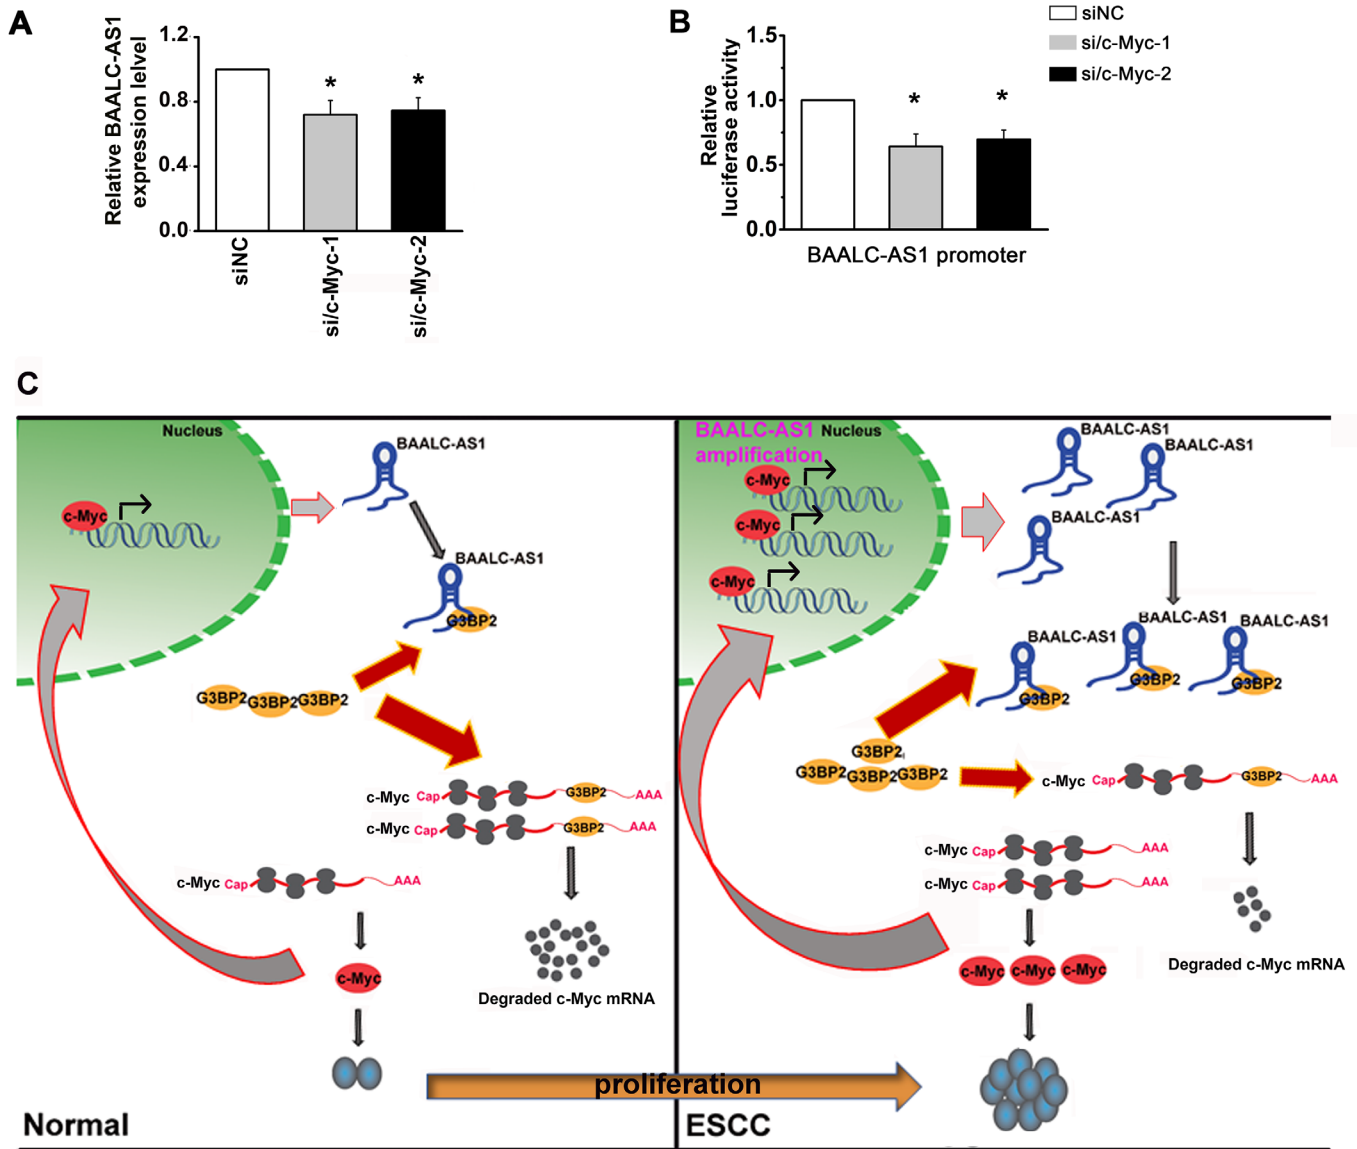 A
Relative BAALC-AS1
expression lelvel
1.2
0.8
0.4
0.0
*
*
siNC
si/c-Myc-1
si/c-Myc-2
B
Relative
luciferase activity
1.5
1.0
0.5
0.0
*
*
BAALC-AS1 promoter
siNC
si/c-Myc-1
si/c-Myc-2
C
Nucleus
c-Myc
BAALC-AS1
BAALC-AS1
G3BP2
G3BP2
G3BP2
G3BP2
c-Myc Cap G3BP2 AAA
c-Myc Cap G3BP2 AAA
c-Myc Cap AAA
c-Myc
Degraded c-Myc mRNA
Normal
proliferation
BAALC-AS1
amplification
Nucleus
c-Myc
c-Myc
c-Myc
BAALC-AS1
BAALC-AS1
BAALC-AS1
BAALC-AS1
BAALC-AS1
BAALC-AS1
G3BP2
G3BP2
G3BP2
G3BP2
G3BP2
G3BP2
G3BP2
c-Myc Cap G3BP2 AAA
c-Myc Cap AAA
c-Myc Cap AAA
c-Myc
c-Myc
c-Myc
Degraded c-Myc mRNA
ESCC